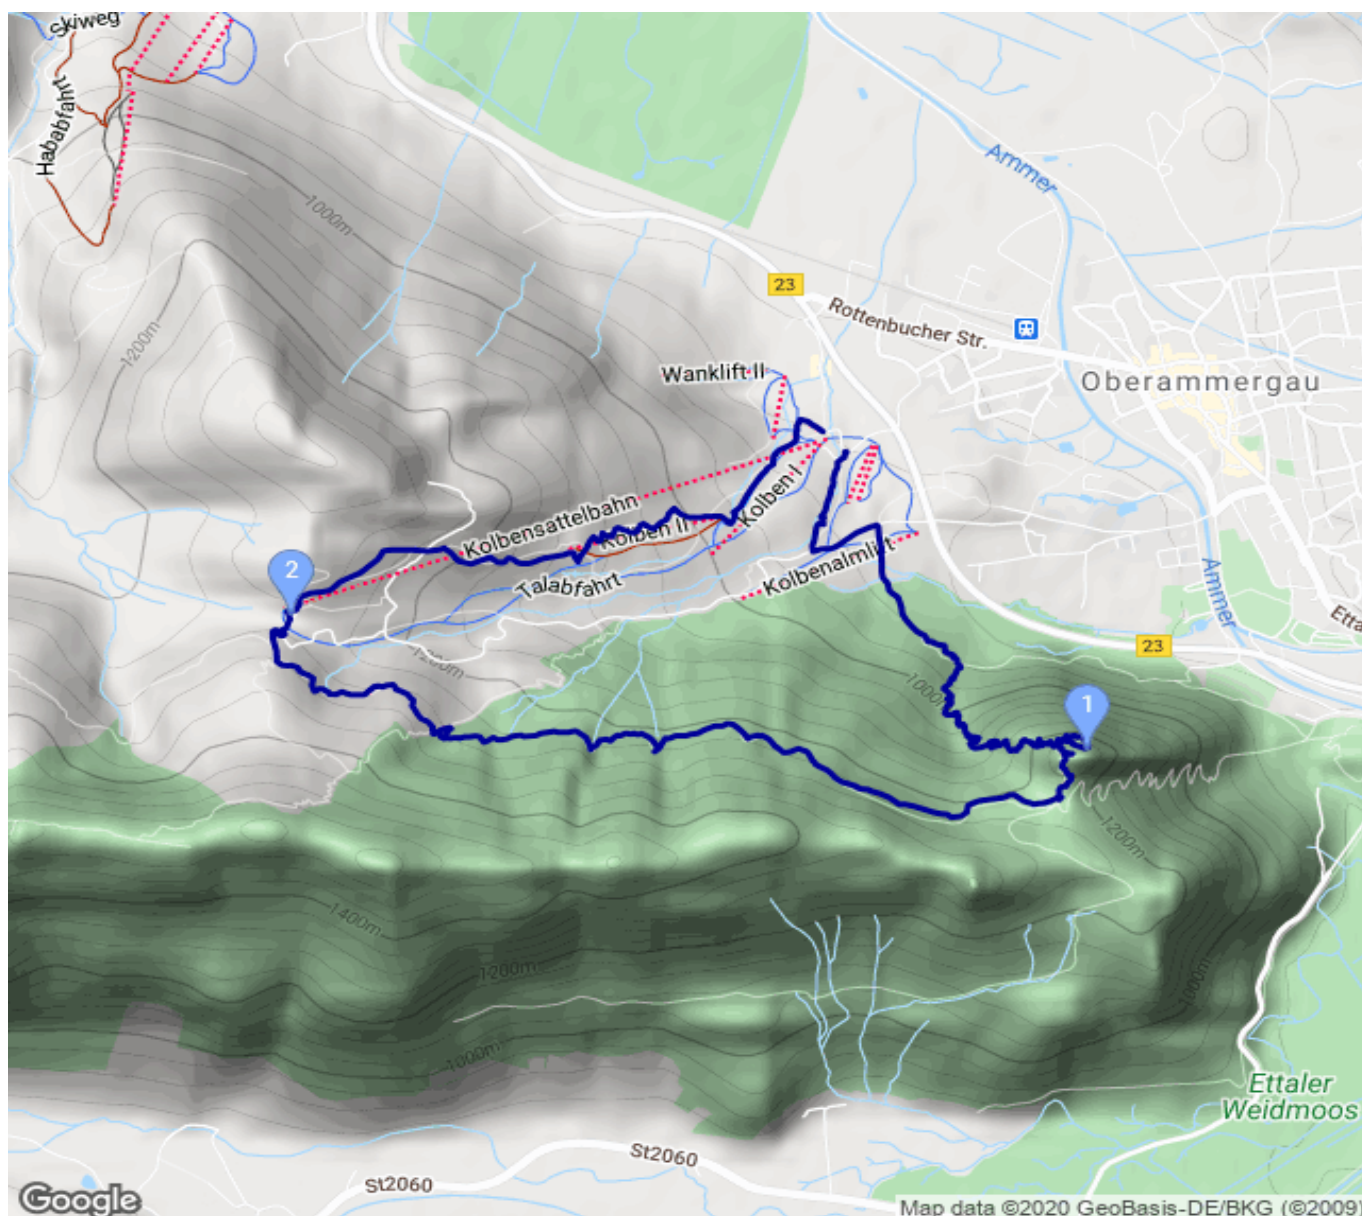 Skiweg
Hababfahrt
1000m
Ammer
23
Rottenbucher Str.
1200m
Wanklift II
Oberammergau
Kolbensattelbahn
Kolben I
Kolben II
2
Talabfahrt
Kolbenalmlift
Ammer
Etta
23
1200m
1000m
1
1200m
1400m
1200m
1000m
1000m
Ettaler
Weidmoos
St2060
St2060
Google
Map data ©2020 GeoBasis-DE/BKG (©2009)